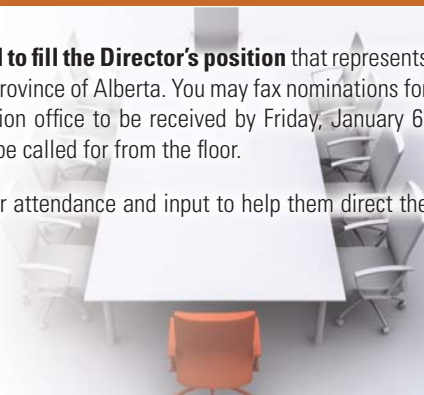 to fill the Director's position that represents
rovince of Alberta. You may fax nominations for
ion office to be received by Friday, January 6
be called for from the floor.
r attendance and input to help them direct the